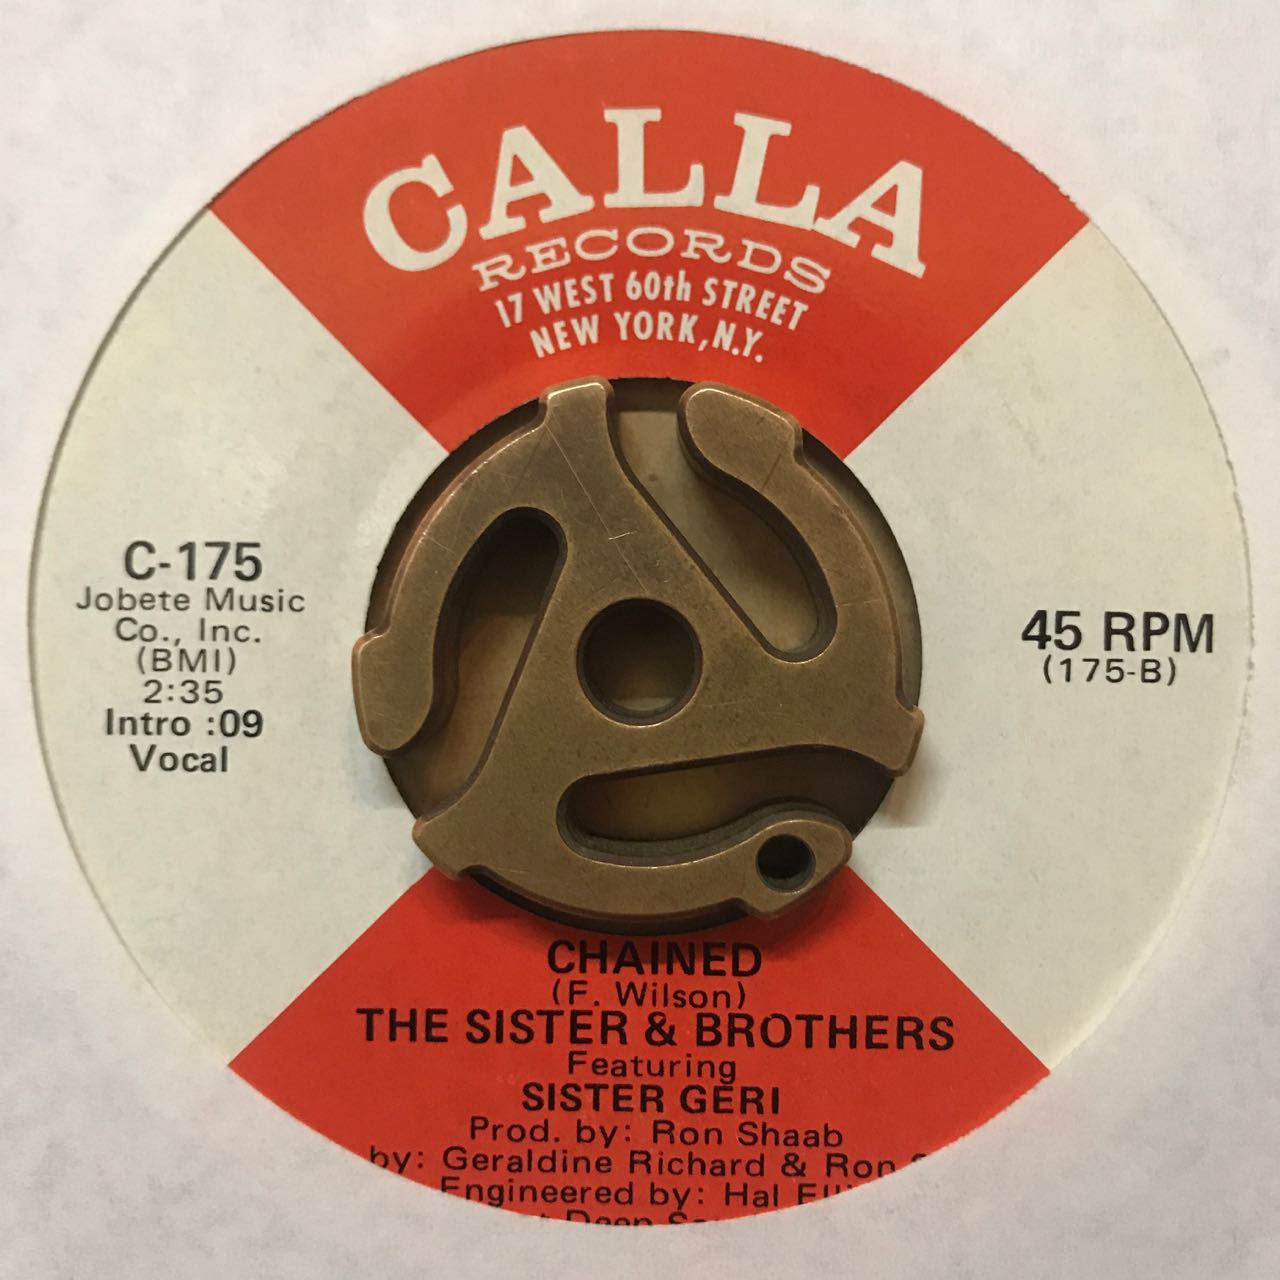 CALLA
RECORDS
17 WEST 60th STREET
NEW YORK, N.Y.
C-175
Jobete Music
Co., Inc.
(BMI)
2:35
Intro :09
Vocal
45 RPM
(175-B)
CHAINED
(F. Wilson)
THE SISTER & BROTHERS
Featuring
SISTER GERI
Prod. by: Ron Shaab
by: Geraldine Richard & Ron
Engineered by: Hal
Deep